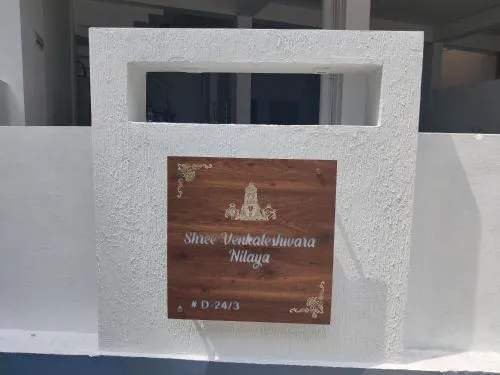 Shree Venkateshwara
Nilaya
# D-24/3